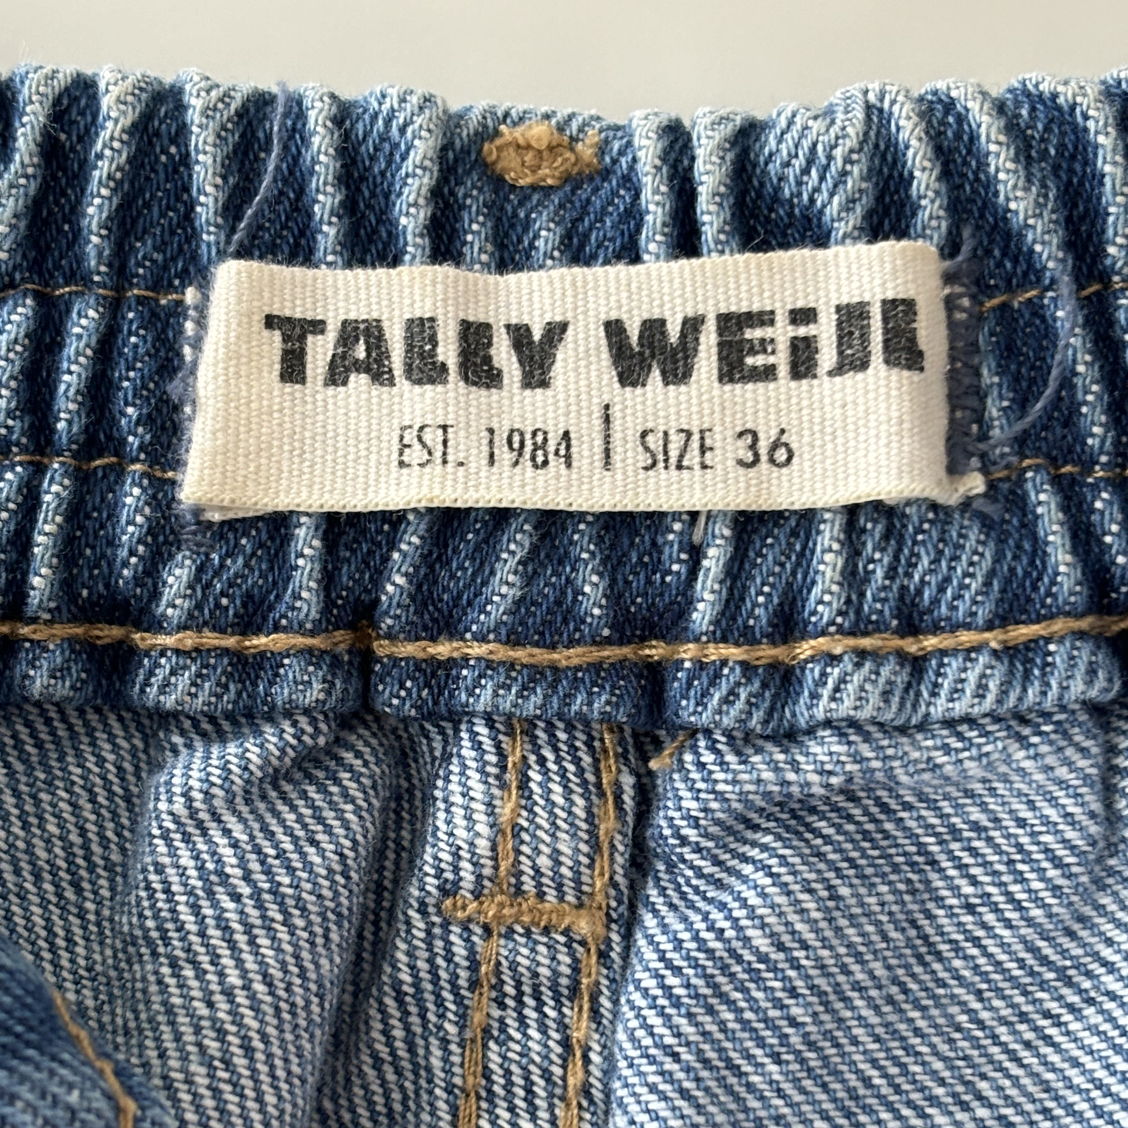 TALLY WEiJL
EST. 1984 | SIZE 36